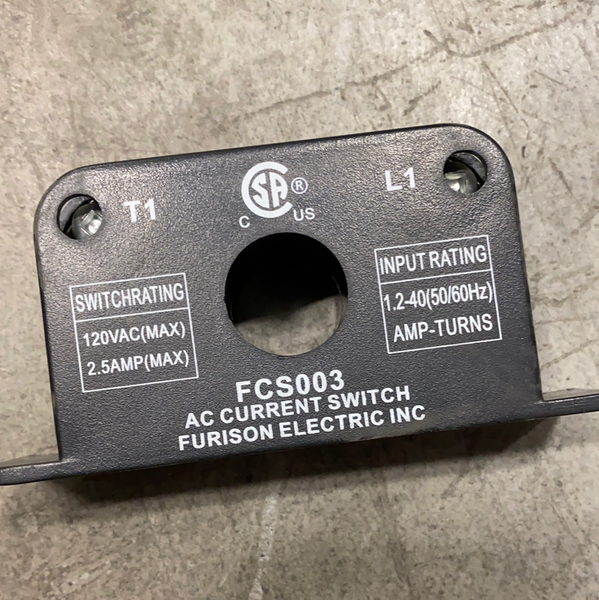 CSA®
C US
T1
L1
SWITCHRATING
120VAC(MAX)
2.5AMP(MAX)
INPUT RATING
1.2-40(50/60Hz)
AMP-TURNS
FCS003
AC CURRENT SWITCH
FURISON ELECTRIC INC